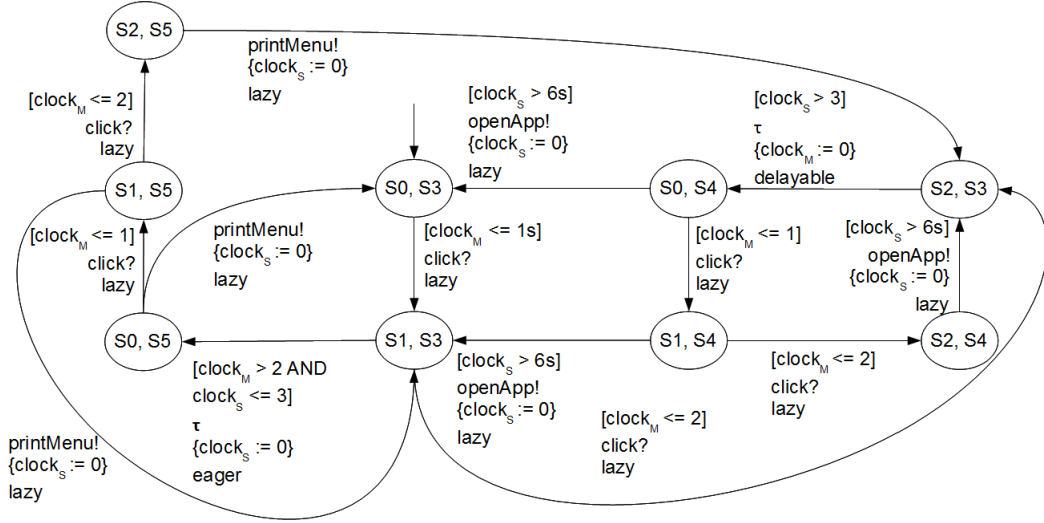 S2, S5
printMenu!
{clockS := 0}
lazy
[clockM <= 2]
click?
lazy
[clockS > 6s]
openApp!
{clockS := 0}
lazy
[clockS > 3]
τ
{clockM := 0}
delayable
S1, S5
S0, S3
S0, S4
S2, S3
[clockM <= 1]
click?
lazy
printMenu!
{clockS := 0}
lazy
[clockM <= 1s]
click?
lazy
[clockM <= 1]
click?
lazy
[clockS > 6s]
openApp!
{clockS := 0}
lazy
S0, S5
S1, S3
S1, S4
S2, S4
[clockM > 2 AND
clockS <= 3]
τ
{clockS := 0}
eager
[clockS > 6s]
openApp!
{clockS := 0}
lazy
[clockM <= 2]
click?
lazy
[clockM <= 2]
click?
lazy
printMenu!
{clockS := 0}
lazy